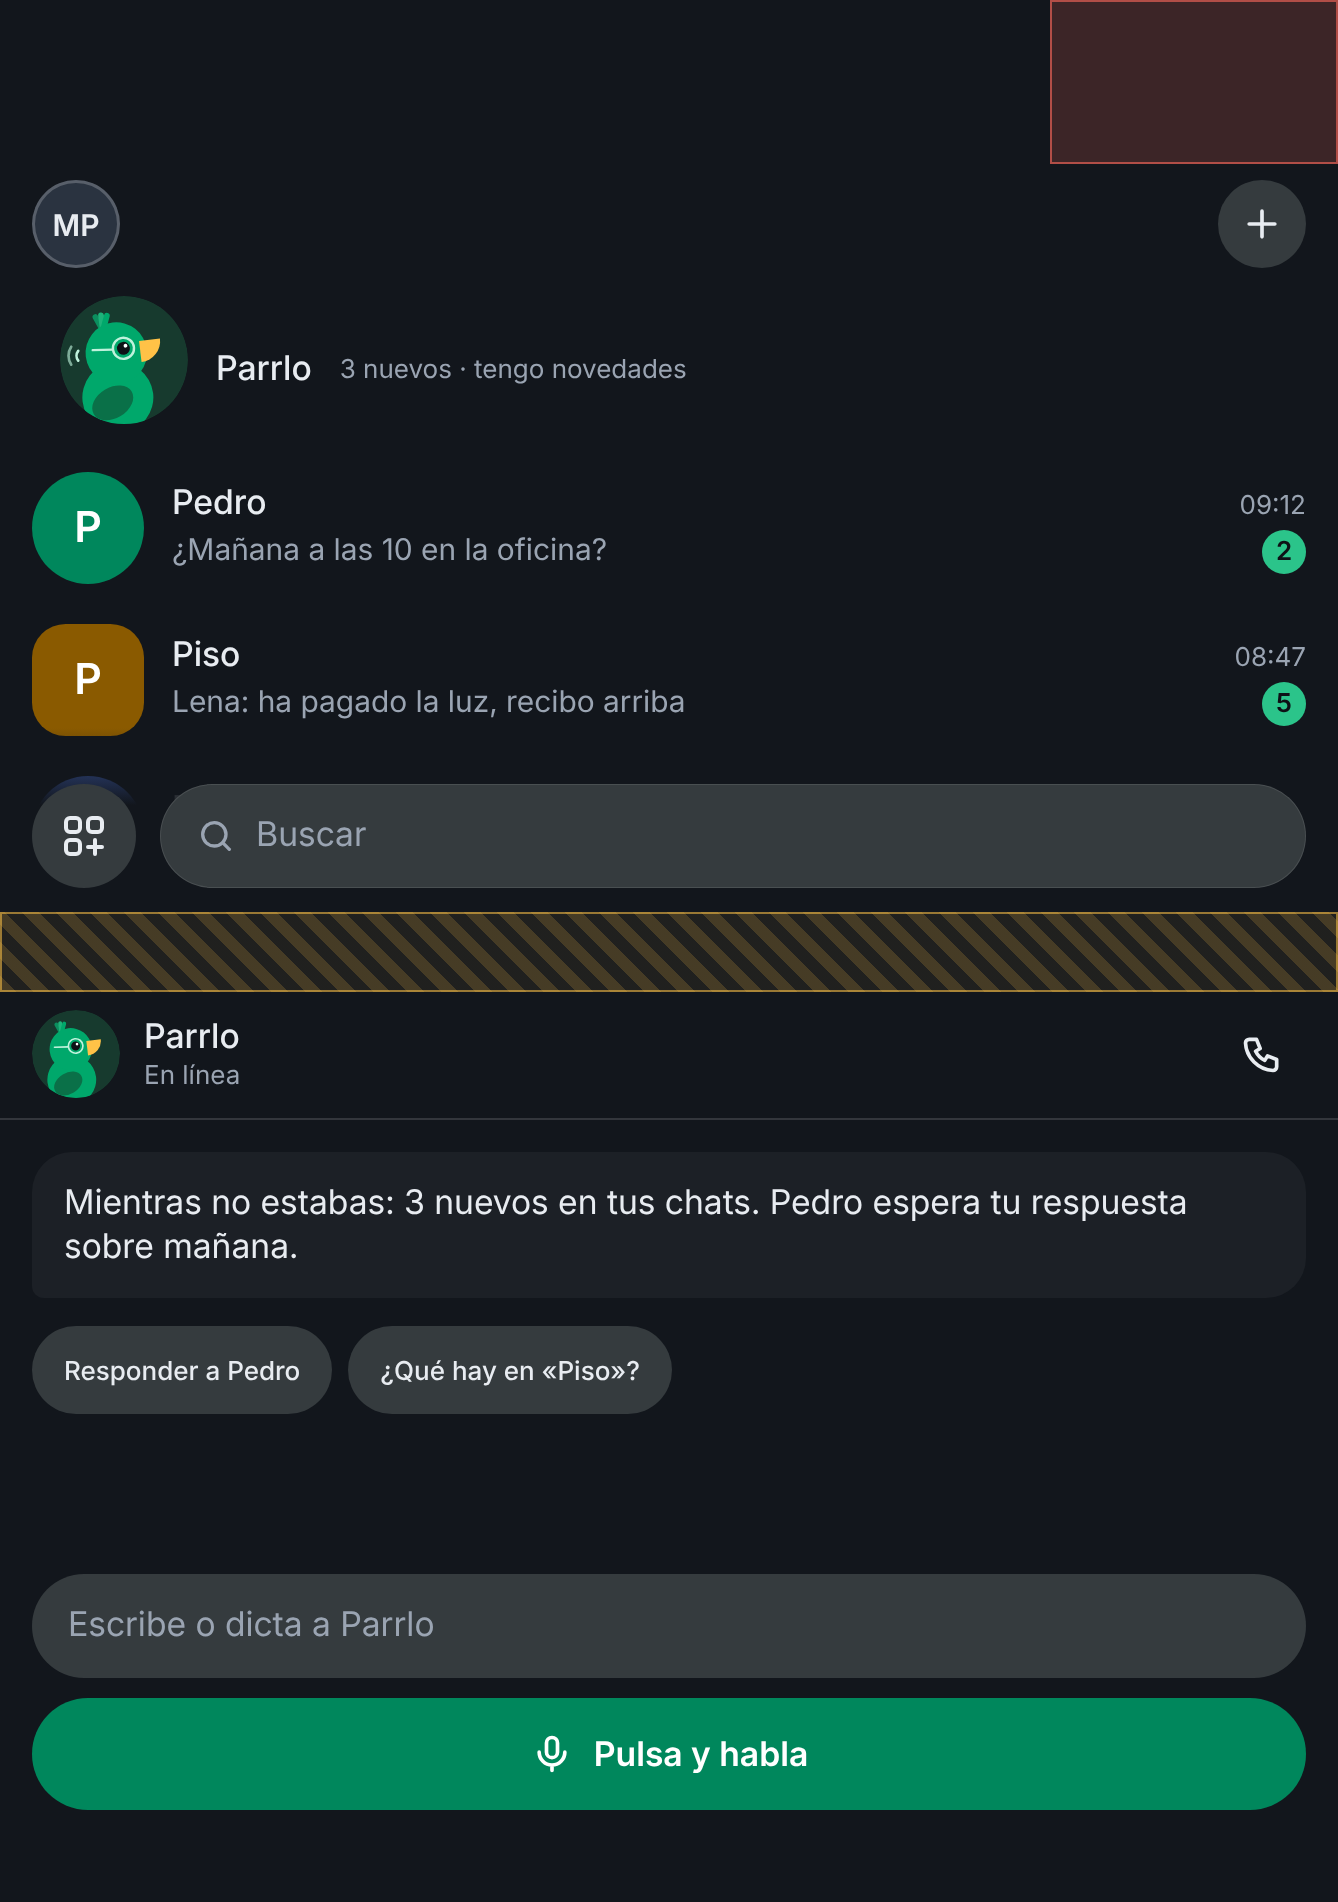 MP
Parrlo 3 nuevos · tengo novedades
P
Pedro 09:12
¿Mañana a las 10 en la oficina? 2
P
Piso 08:47
Lena: ha pagado la luz, recibo arriba 5
Buscar
Parrlo
En línea
Mientras no estabas: 3 nuevos en tus chats. Pedro espera tu respuesta
sobre mañana.
Responder a Pedro ¿Qué hay en «Piso»?
Escribe o dicta a Parrlo
Pulsa y habla